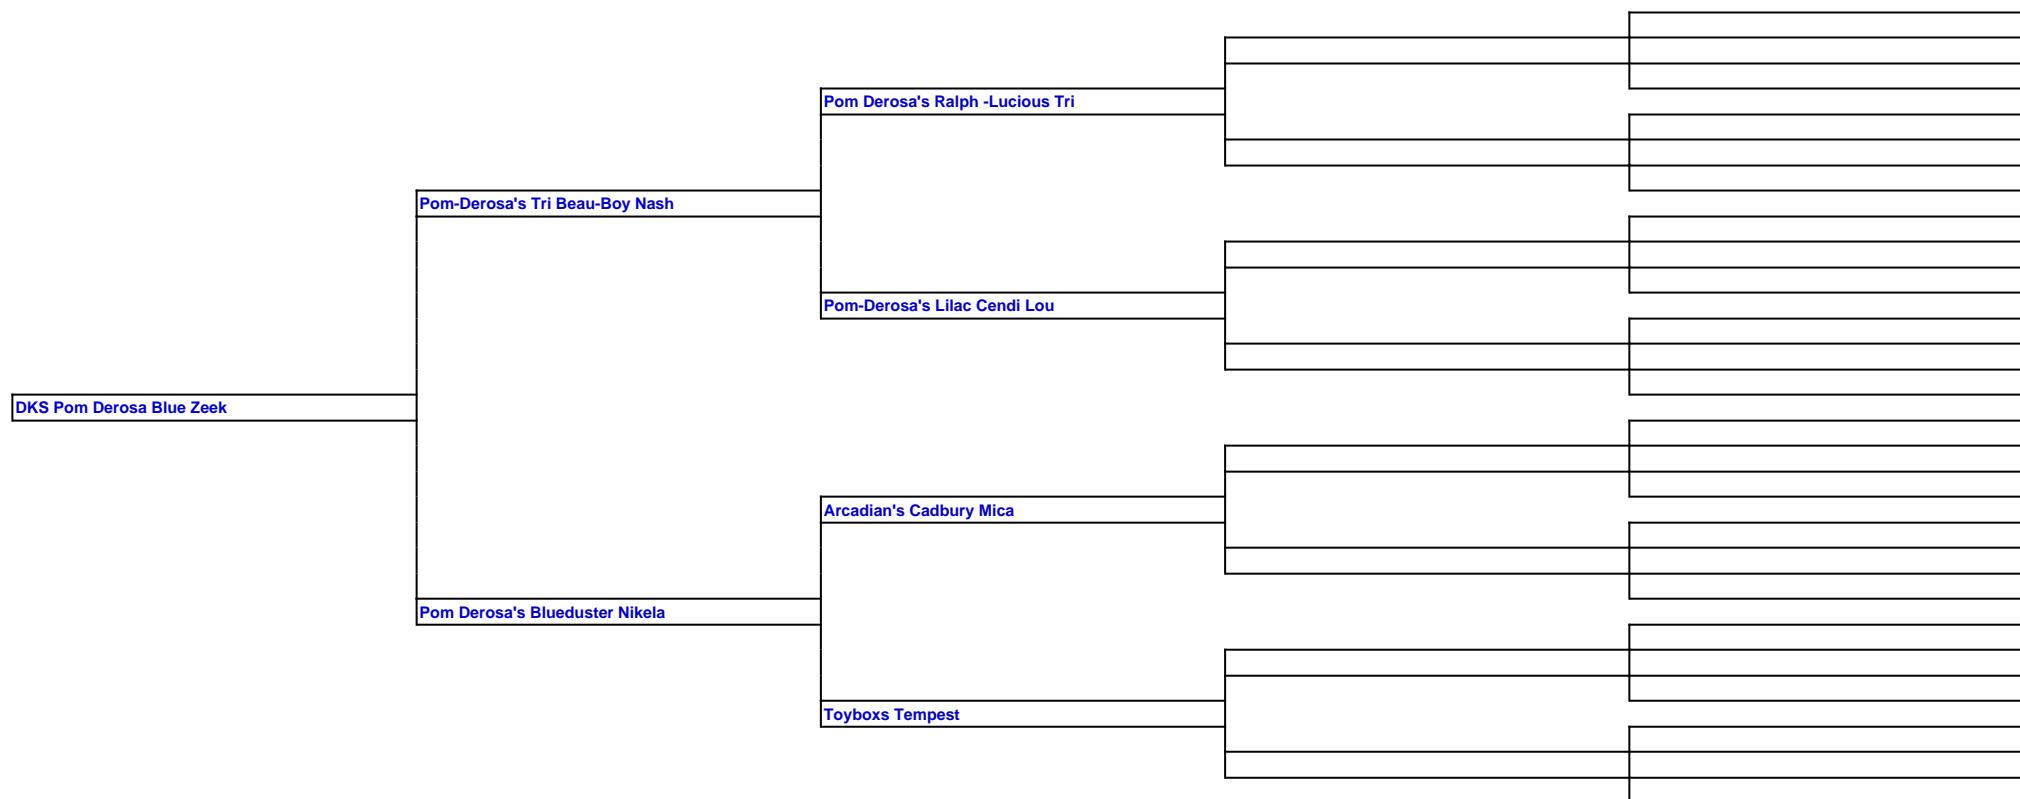 Pom Derosa's Ralph -Lucious Tri
Pom-Derosa's Tri Beau-Boy Nash
Pom-Derosa's Lilac Cendi Lou
DKS Pom Derosa Blue Zeek
Arcadian's Cadbury Mica
Pom Derosa's Blueduster Nikela
Toyboxs Tempest